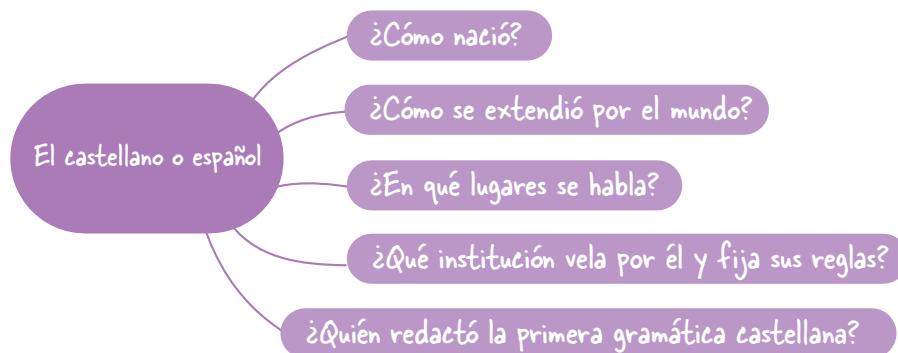 ¿Cómo nació?
¿Cómo se extendió por el mundo?
El castellano o español
¿En qué lugares se habla?
¿Qué institución vela por él y fija sus reglas?
¿Quién redactó la primera gramática castellana?